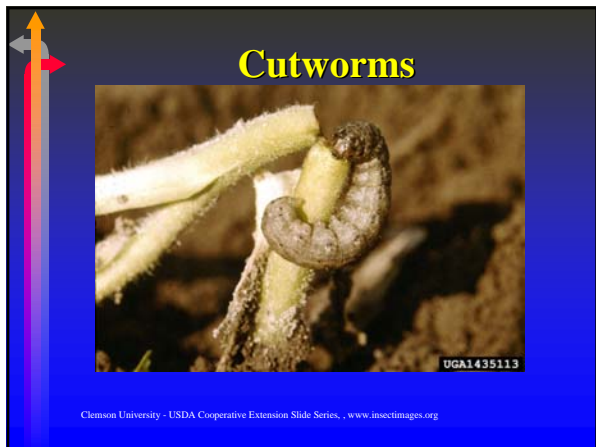 Cutworms
UGA1435113
Clemson University - USDA Cooperative Extension Slide Series, , www.insectimages.org